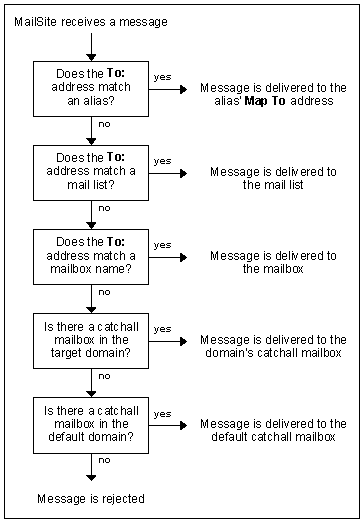 MailSite receives a message
Does the To:
address match
an alias?
yes
Message is delivered to the
alias' Map To address
no
Does the To:
address match a
mail list?
yes
Message is delivered to
the mail list
no
Does the To:
address match a
mailbox name?
yes
Message is delivered to
the mailbox
no
Is there a catchall
mailbox in the
target domain?
yes
Message is delivered to the
domain's catchall mailbox
no
Is there a catchall
mailbox in the
default domain?
yes
Message is delivered to the
default catchall mailbox
no
Message is rejected